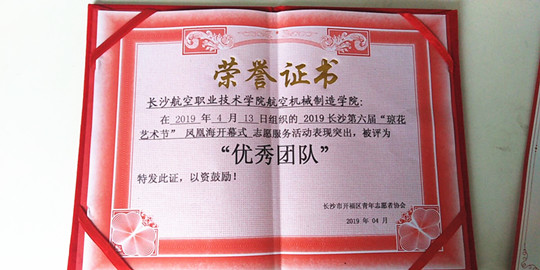 荣誉证书
长沙航空职业技术学院航空机械制造学院:
在 2019 年 4 月 13 日组织的 2019 长沙第六届“琼花
艺术节” 凤凰海开幕式 志愿服务活动表现突出，被评为
“优秀团队”
特发此证，以资鼓励！
长沙市开福区青年志愿者协会
2019 年 04 月